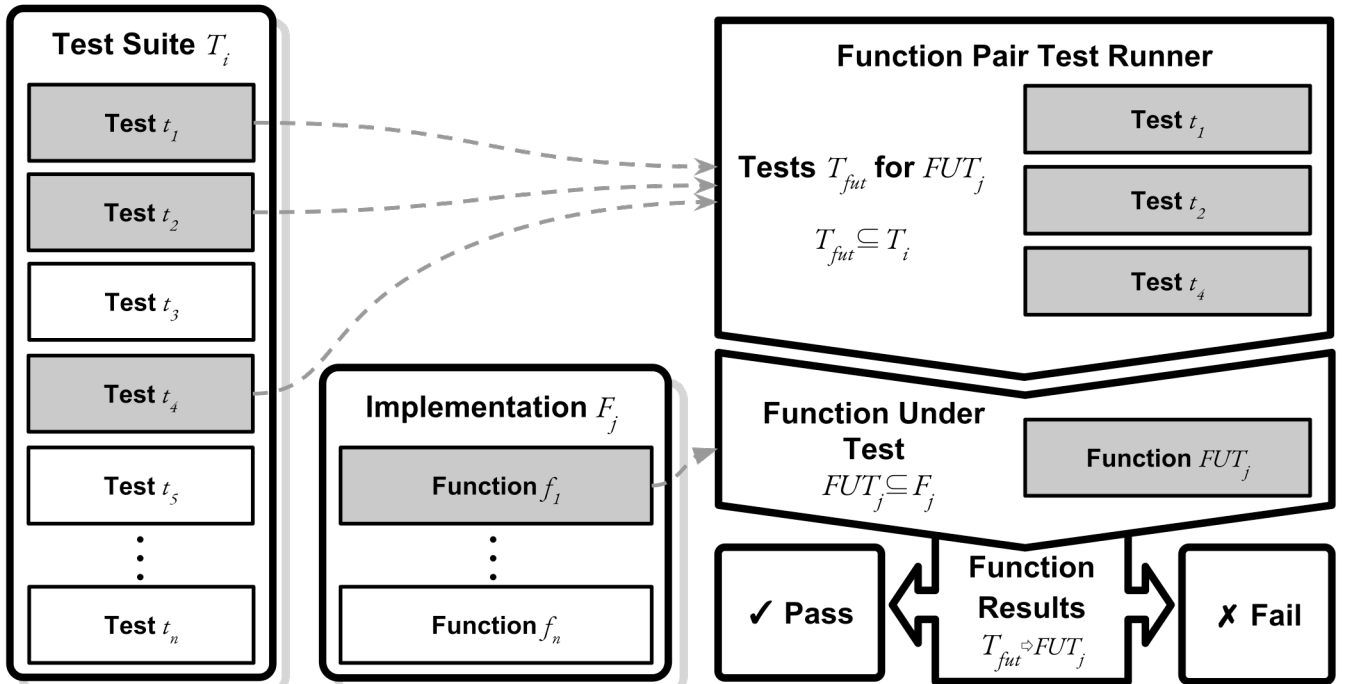 Test Suite T_i
Test t_1
Test t_2
Test t_3
Test t_4
Test t_5
⋮
Test t_n
Implementation F_j
Function f_1
⋮
Function f_n
Function Pair Test Runner
Tests T_fut for FUT_j
T_fut ⊆ T_i
Test t_1
Test t_2
Test t_4
Function Under
Test
FUT_j ⊆ F_j
Function FUT_j
✓ Pass
Function
Results
T_fut ⇨ FUT_j
✗ Fail